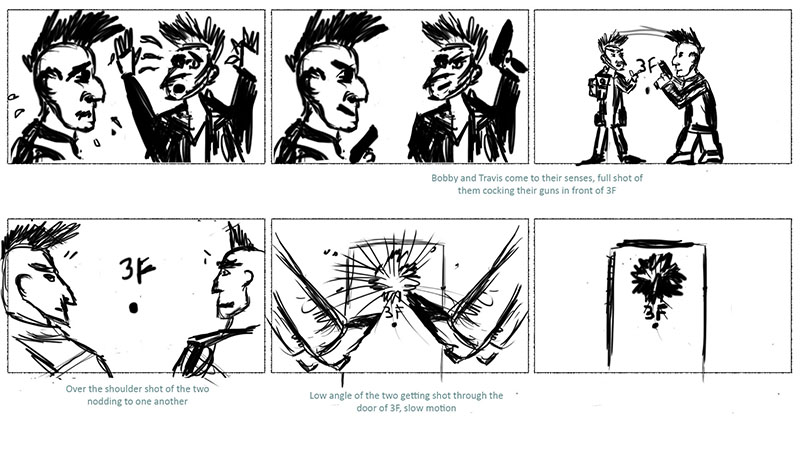 3F
Bobby and Travis come to their senses, full shot of
them cocking their guns in front of 3F
3F
3F
3F
Over the shoulder shot of the two
nodding to one another
Low angle of the two getting shot through the
door of 3F, slow motion